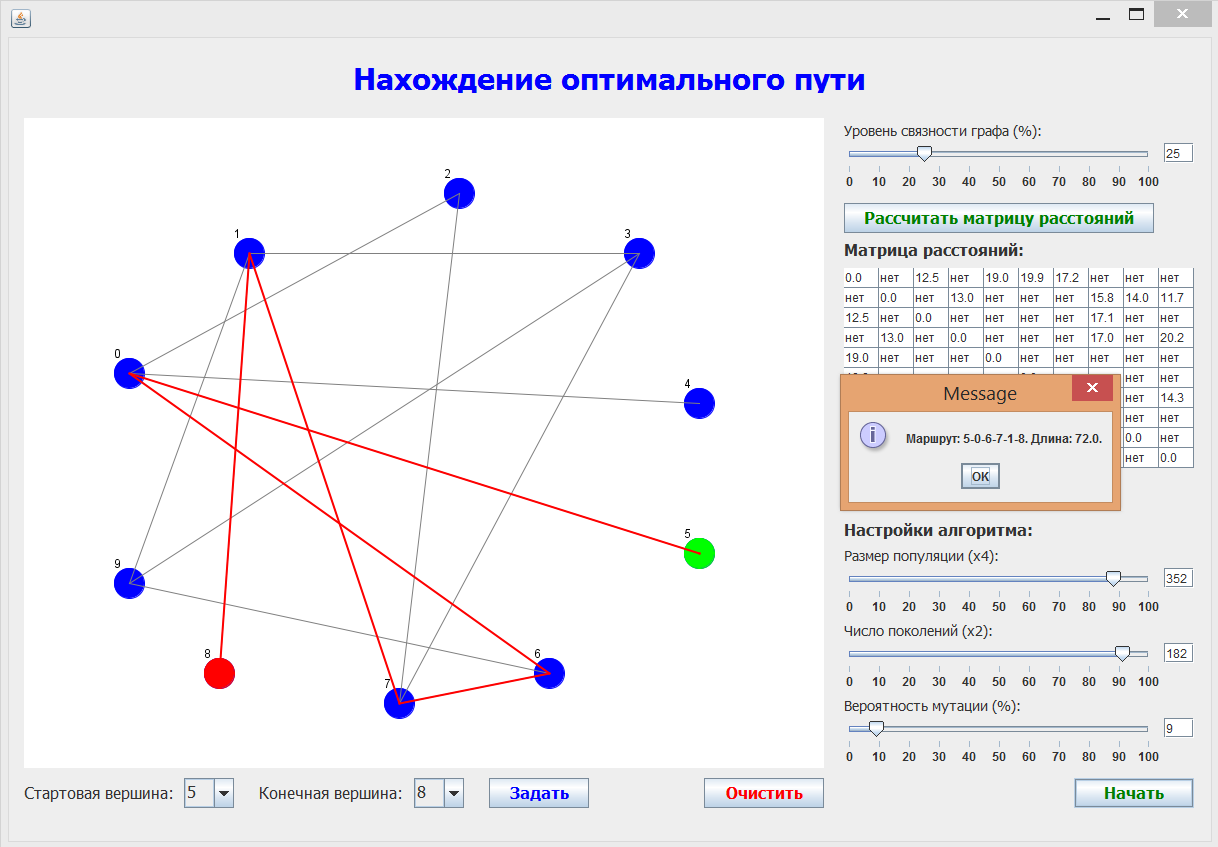 Нахождение оптимального пути
2
1
3
0
4
5
9
8
6
7
Стартовая вершина: 5 Конечная вершина: 8 Задать Очистить
Уровень связности графа (%):
25
0 10 20 30 40 50 60 70 80 90 100
Рассчитать матрицу расстояний
Матрица расстояний:
0.0 нет 12.5 нет 19.0 19.9 17.2 нет нет нет
нет 0.0 нет 13.0 нет нет нет 15.8 14.0 11.7
12.5 нет 0.0 нет нет нет нет 17.1 нет нет
нет 13.0 нет 0.0 нет нет нет 17.0 нет 20.2
19.0 нет нет нет 0.0 нет нет нет нет нет
нет нет
нет 14.3
нет нет
0.0 нет
нет 0.0
Message
Маршрут: 5-0-6-7-1-8. Длина: 72.0.
OK
Настройки алгоритма:
Размер популяции (x4):
352
0 10 20 30 40 50 60 70 80 90 100
Число поколений (x2):
182
0 10 20 30 40 50 60 70 80 90 100
Вероятность мутации (%):
9
0 10 20 30 40 50 60 70 80 90 100
Начать